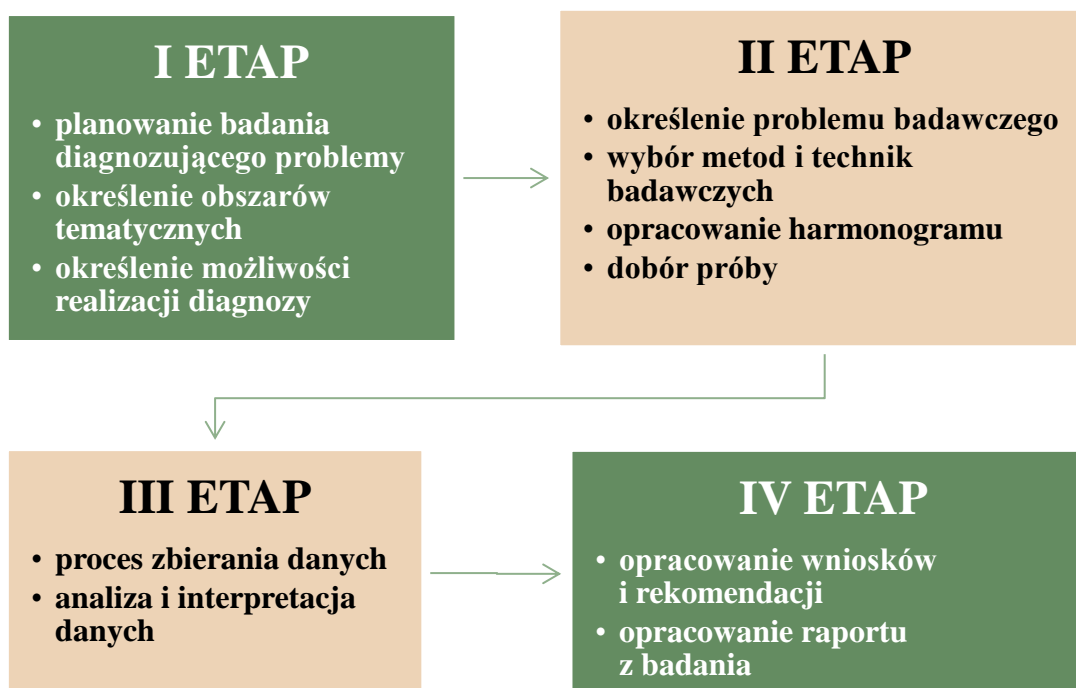 I ETAP
• planowanie badania
diagnozującego problemy
• określenie obszarów
tematycznych
• określenie możliwości
realizacji diagnozy
II ETAP
• określenie problemu badawczego
• wybór metod i technik
badawczych
• opracowanie harmonogramu
• dobór próby
III ETAP
• proces zbierania danych
• analiza i interpretacja
danych
IV ETAP
• opracowanie wniosków
i rekomendacji
• opracowanie raportu
z badania